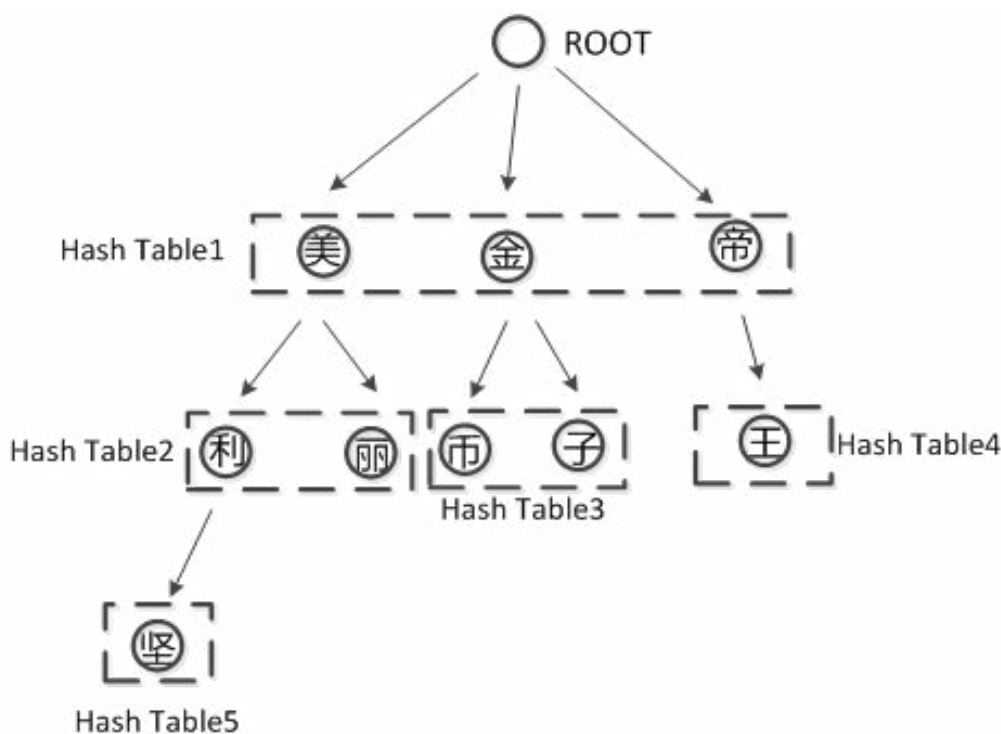 ROOT
Hash Table1
美 金 帝
Hash Table2
利 丽 币 子 王
Hash Table4
Hash Table3
坚
Hash Table5